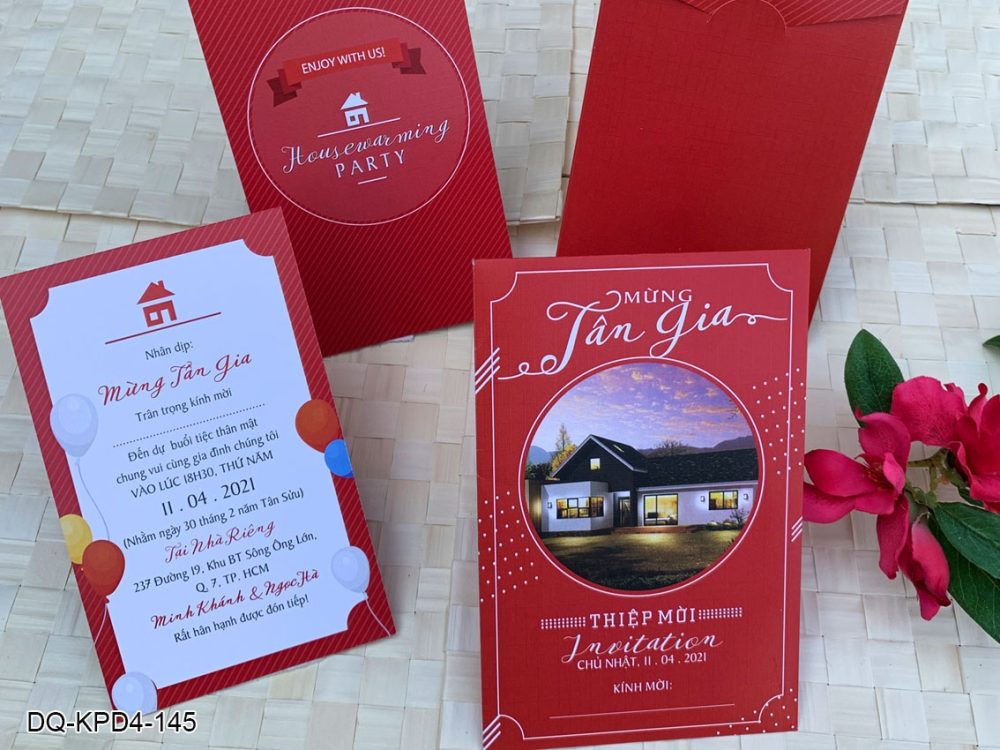 ENJOY WITH US!
Housewarming
PARTY
Nhân dịp:
Mừng Tân Gia
Trân trọng kính mời
Đến dự buổi tiệc thân mật
chung vui cùng gia đình chúng tôi
VÀO LÚC 18H30, THỨ NĂM
11 . 04 . 2021
(Nhằm ngày 30 tháng 2 năm Tân Sửu)
Tại Nhà Riêng
237 Đường 19, Khu BT Sông Ông Lớn,
Q. 7, TP. HCM
Minh Khánh & Ngọc Hà
Rất hân hạnh được đón tiếp!
MỪNG
Tân Gia
THIỆP MỜI
Invitation
CHỦ NHẬT, 11 . 04 . 2021
KÍNH MỜI:
DQ-KPD4-145